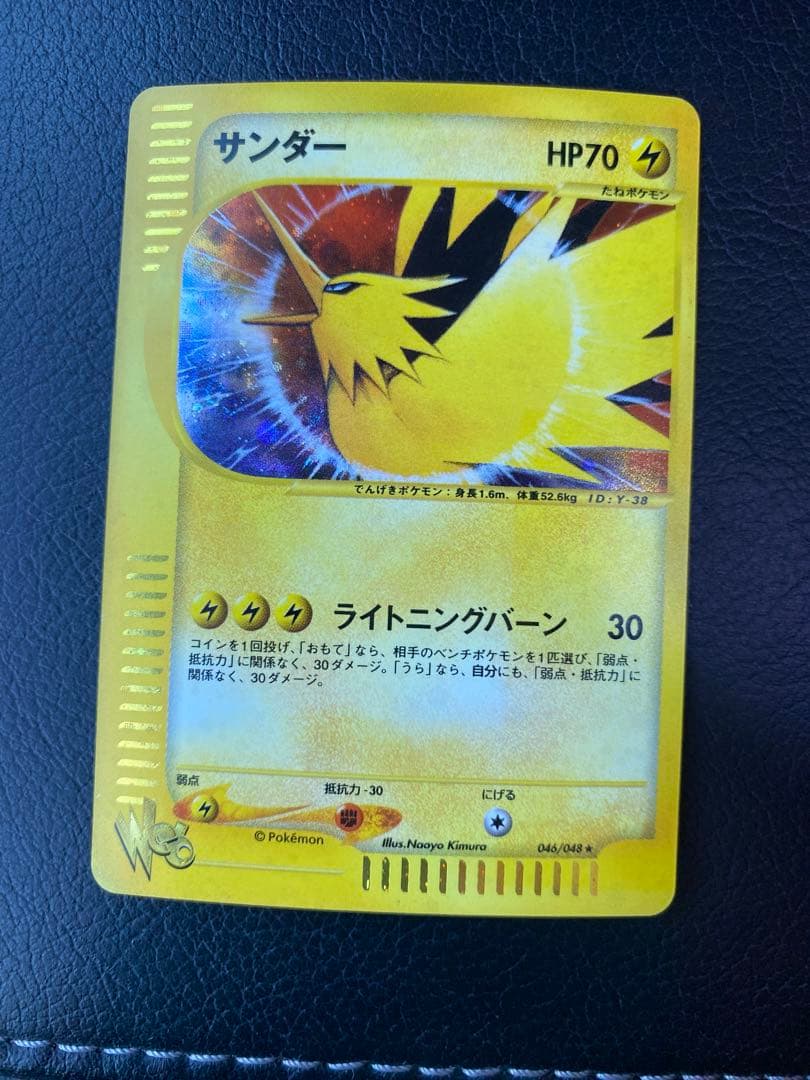 サンダー HP70
たねポケモン
でんげきポケモン：身長1.6m、体重52.6kg ID:Y-38
ライトニングバーン 30
コインを1回投げ、「おもて」なら、相手のベンチポケモンを1匹選び、「弱点・
抵抗力」に関係なく、30ダメージ。「うら」なら、自分にも、「弱点・抵抗力」に
関係なく、30ダメージ。
弱点 抵抗力-30 にげる
Web
©Pokémon Illus.Naoyo Kimura 046/048★